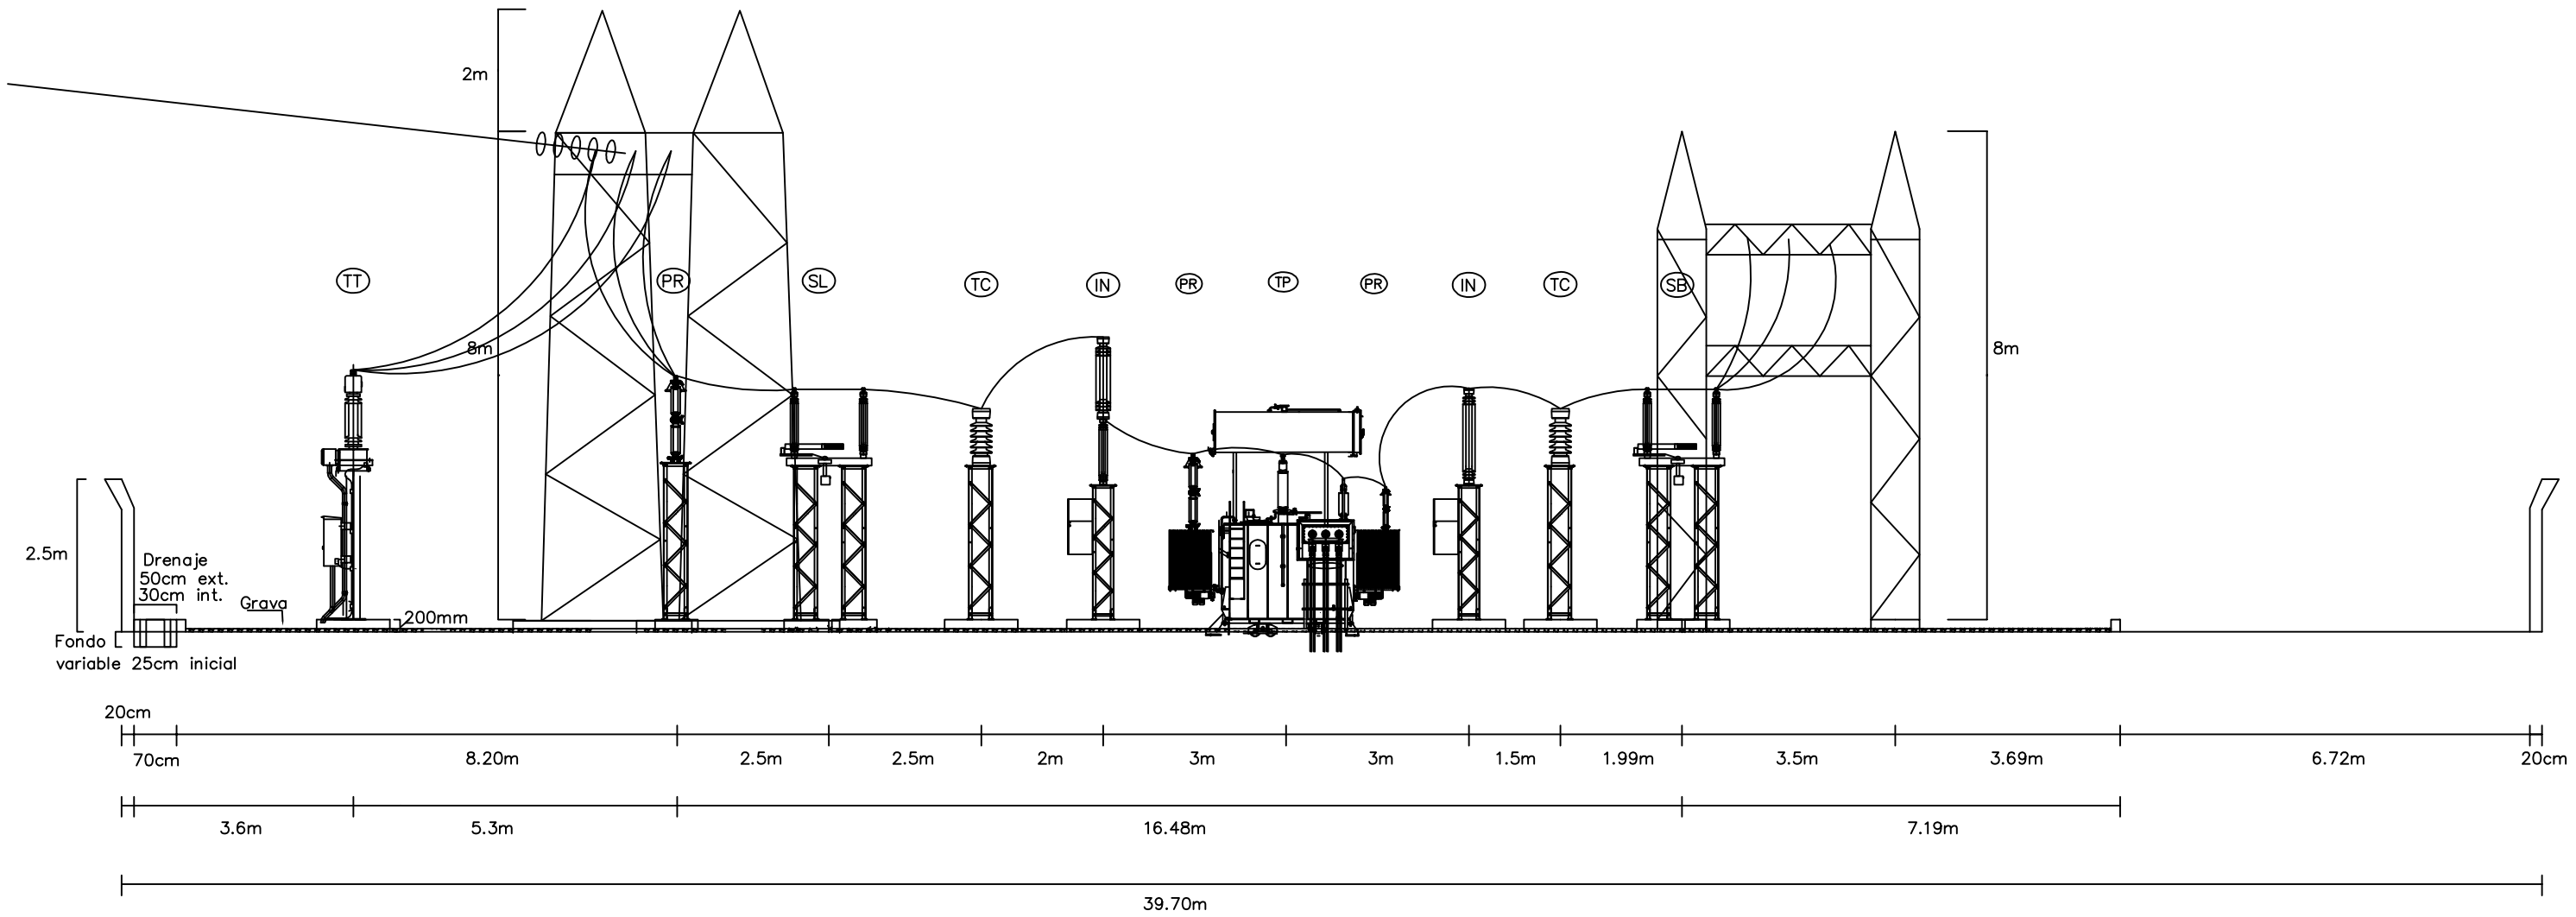 2m
TT
PR
SL
TC
IN
PR
TP
PR
IN
TC
SB
8m
8m
2.5m
Drenaje
50cm ext.
30cm int.
Grava
200mm
Fondo
variable 25cm inicial
20cm
70cm
8.20m
2.5m
2.5m
2m
3m
3m
1.5m
1.99m
3.5m
3.69m
6.72m
20cm
3.6m
5.3m
16.48m
7.19m
39.70m